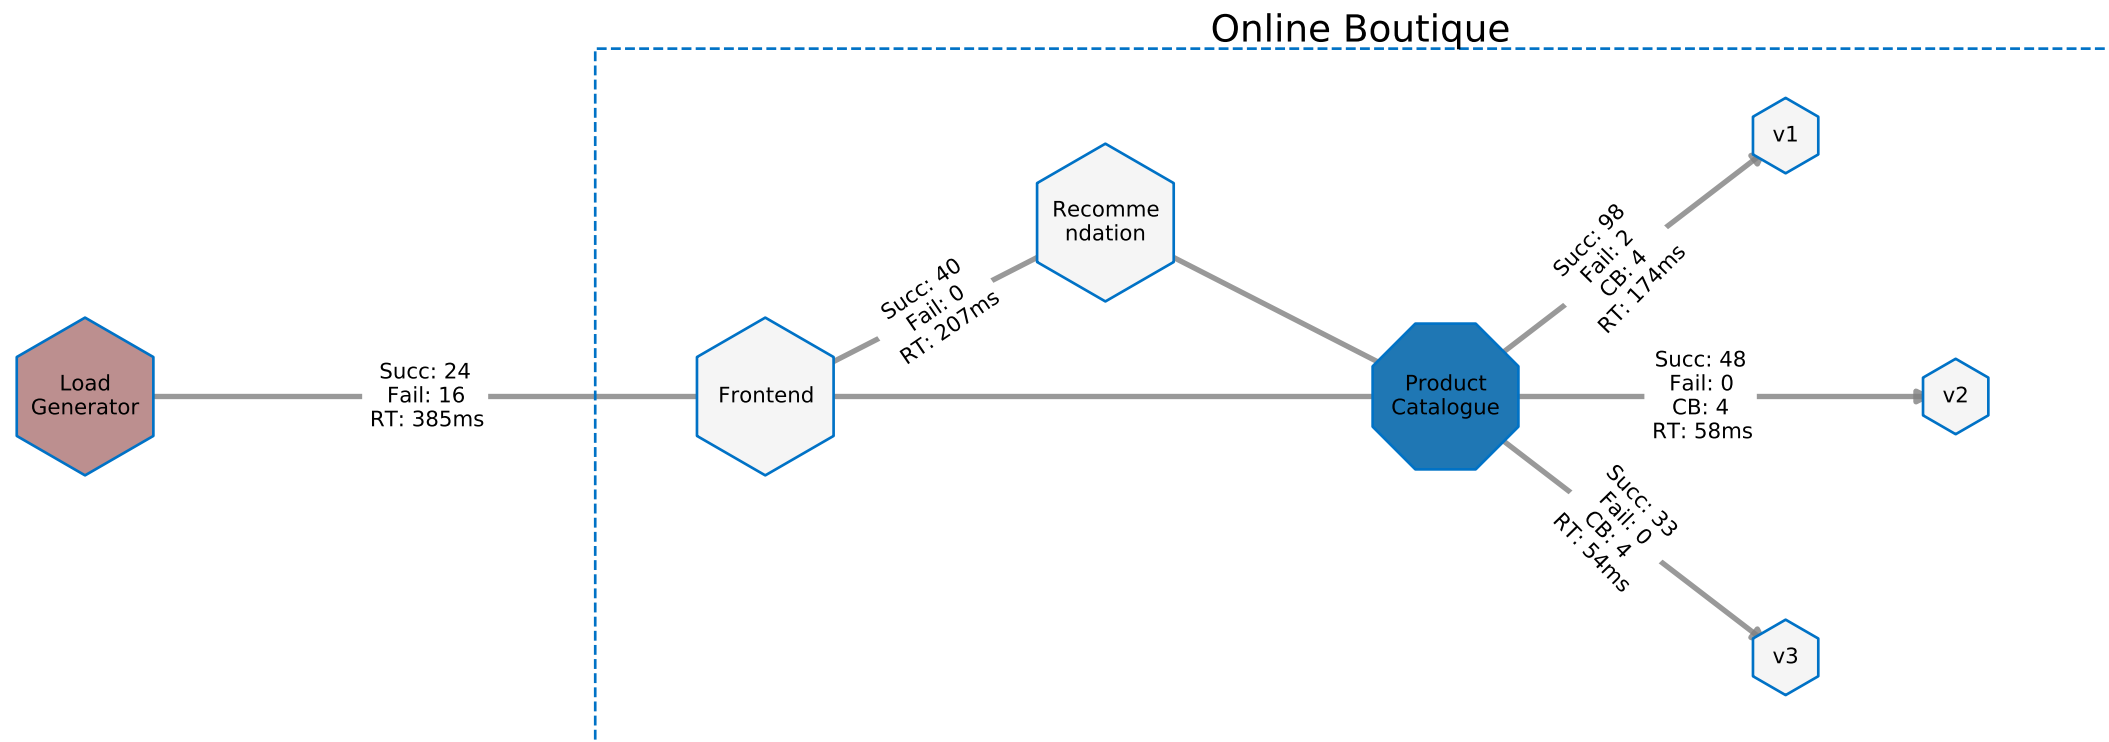 Online Boutique
Load
Generator
Succ: 24
Fail: 16
RT: 385ms
Frontend
Succ: 40
Fail: 0
RT: 207ms
Recomme
ndation
Product
Catalogue
Succ: 98
Fail: 2
CB: 4
RT: 174ms
v1
Succ: 48
Fail: 0
CB: 4
RT: 58ms
v2
Succ: 33
Fail: 0
CB: 4
RT: 54ms
v3